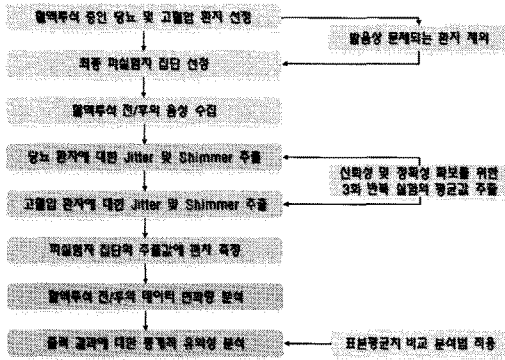 혈액투석 중인 당뇨 및 고혈압 환자 선정
발음성 문제되는 환자 제외
최종 피실험자 집단 선정
혈액투석 전/후의 음성 수집
당뇨 환자에 대한 Jitter 및 Shimmer 추출
신뢰성 및 정확성 확보를 위한
3회 반복 실험의 평균값 추출
고혈압 환자에 대한 Jitter 및 Shimmer 추출
피실험자 집단의 추출값에 편차 측정
혈액투석 전/후의 데이터 변화량 분석
출력 결과에 대한 통계적 유의성 분석
표본평균치 비교 분석법 적용